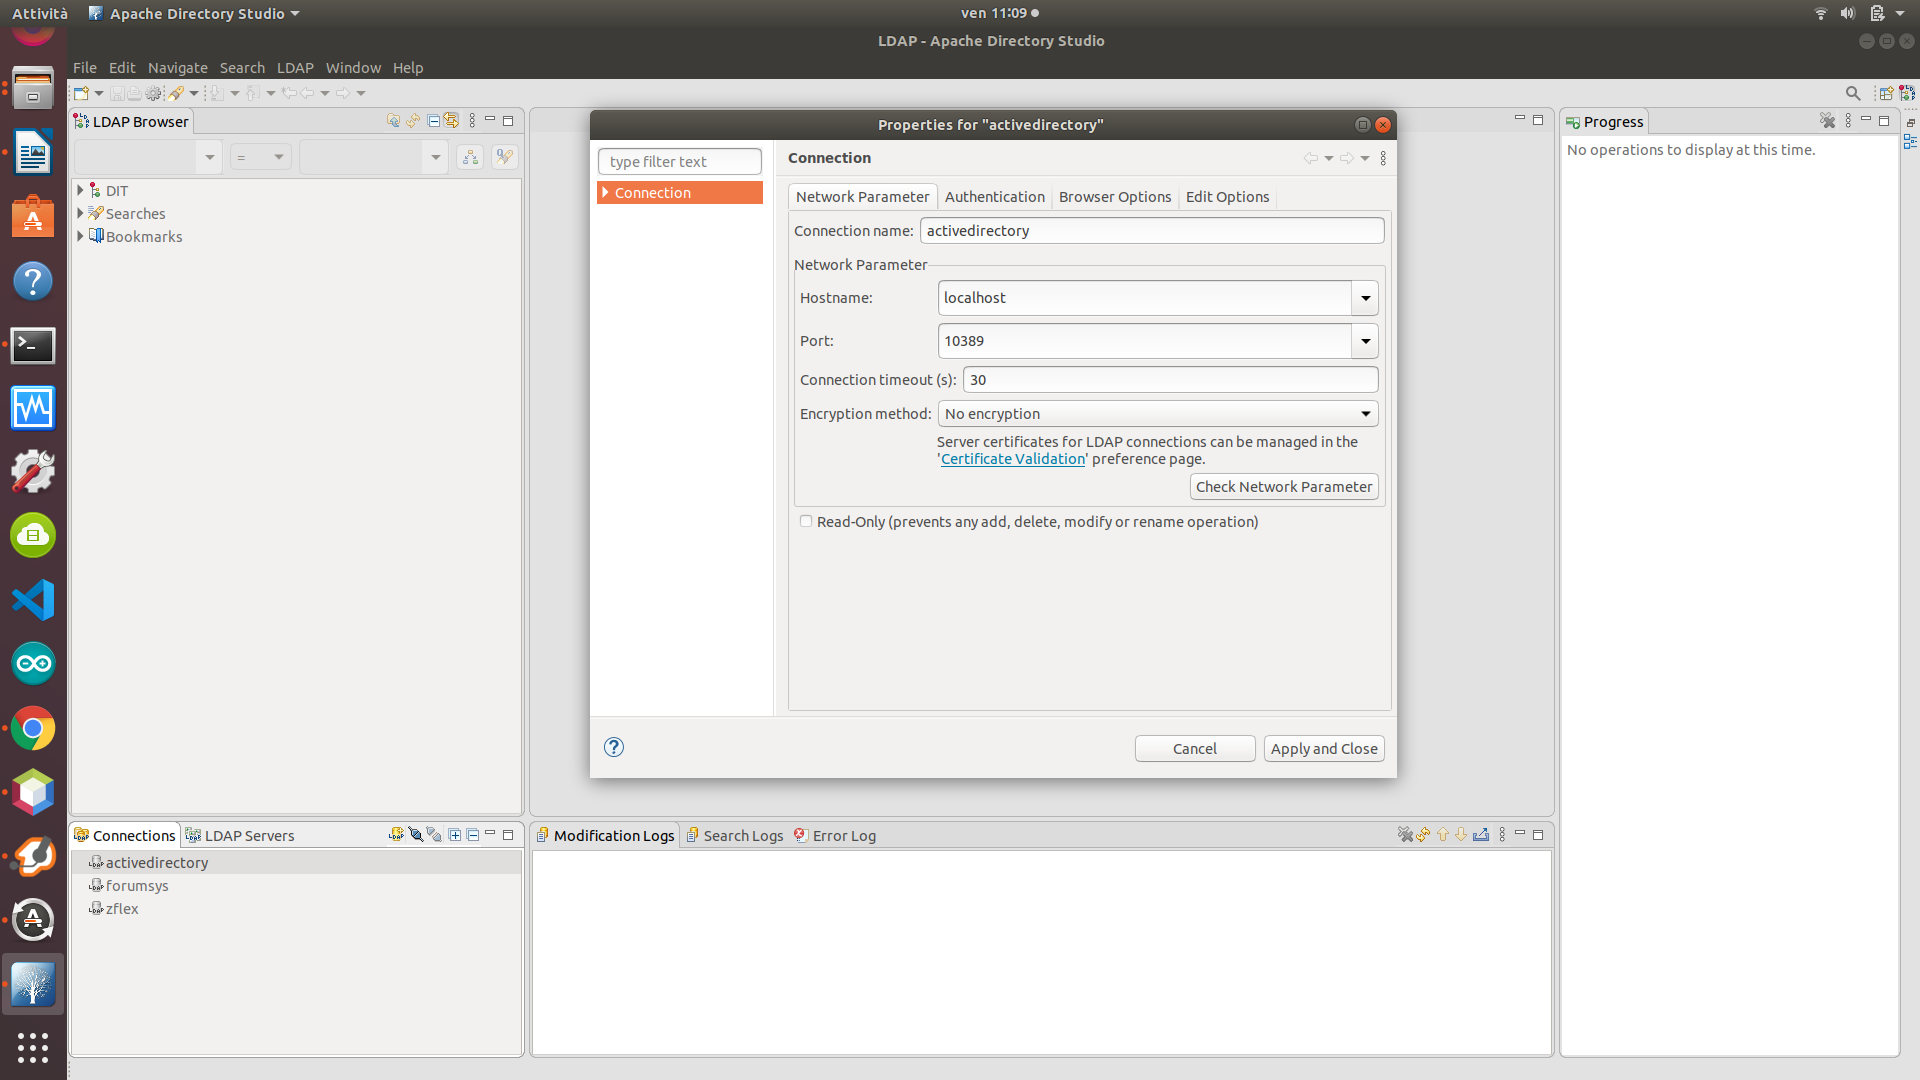 Attività
Apache Directory Studio
ven 11:09
LDAP - Apache Directory Studio
File Edit Navigate Search LDAP Window Help
LDAP Browser
=
DIT
Searches
Bookmarks
Properties for "activedirectory"
type filter text
Connection
Connection
Network Parameter Authentication Browser Options Edit Options
Connection name: activedirectory
Network Parameter
Hostname: localhost
Port: 10389
Connection timeout (s): 30
Encryption method: No encryption
Server certificates for LDAP connections can be managed in the
'Certificate Validation' preference page.
Check Network Parameter
Read-Only (prevents any add, delete, modify or rename operation)
Cancel Apply and Close
Progress
No operations to display at this time.
Connections LDAP Servers
activedirectory
forumsys
zflex
Modification Logs Search Logs Error Log